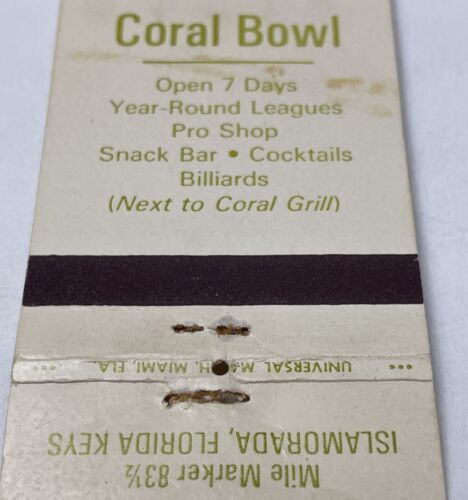 Coral Bowl
Open 7 Days
Year-Round Leagues
Pro Shop
Snack Bar • Cocktails
Billiards
(Next to Coral Grill)
••• UNIVERSAL MATCH, MIAMI, FLA. •••
Mile Marker 83½
ISLAMORADA, FLORIDA KEYS